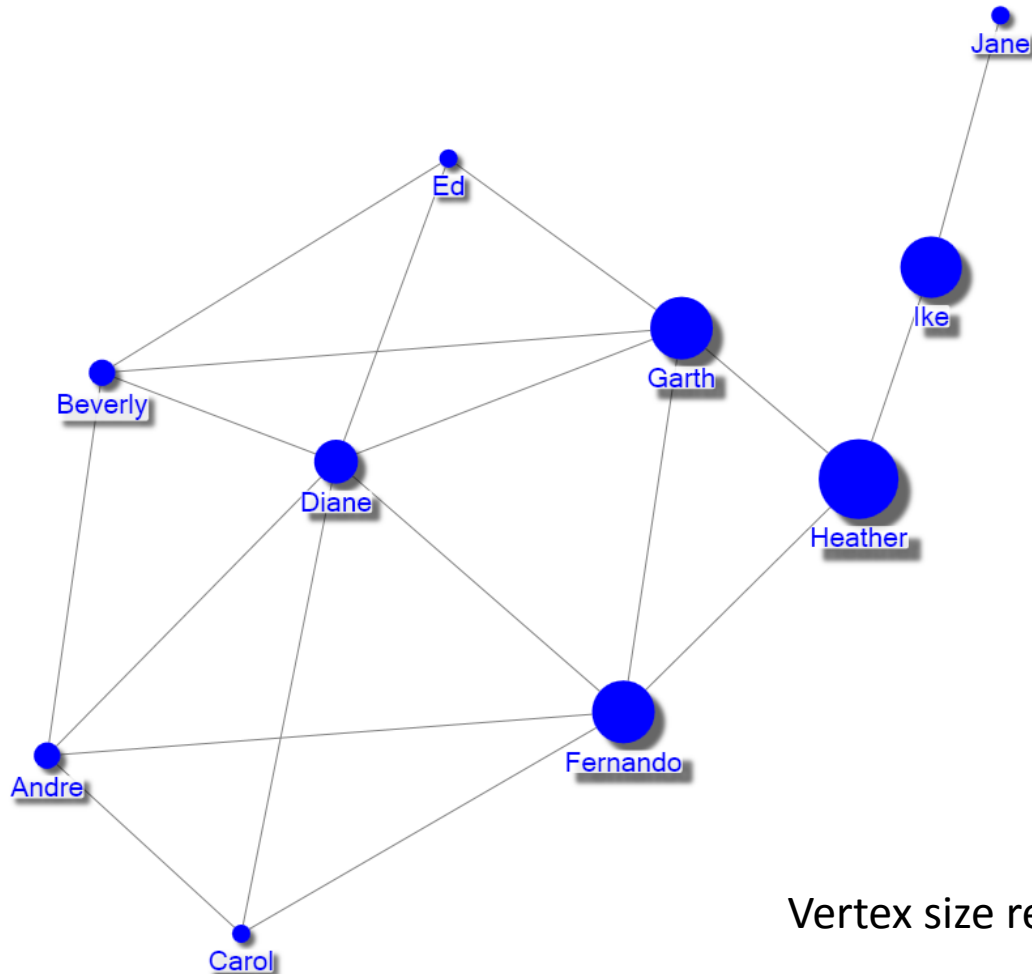 Jane
Ed
Ike
Garth
Beverly
Diane
Heather
Fernando
Andre
Vertex size re
Carol